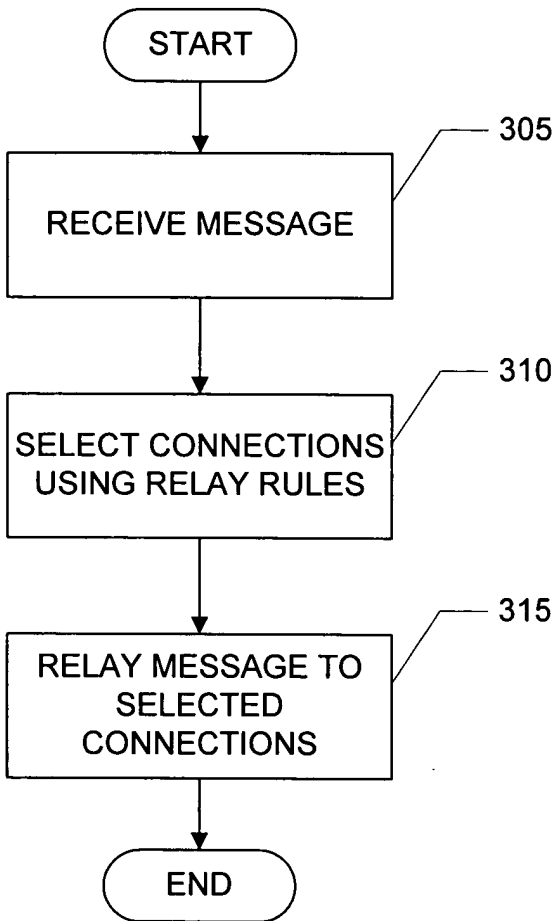 START
305
RECEIVE MESSAGE
310
SELECT CONNECTIONS
USING RELAY RULES
315
RELAY MESSAGE TO
SELECTED
CONNECTIONS
END